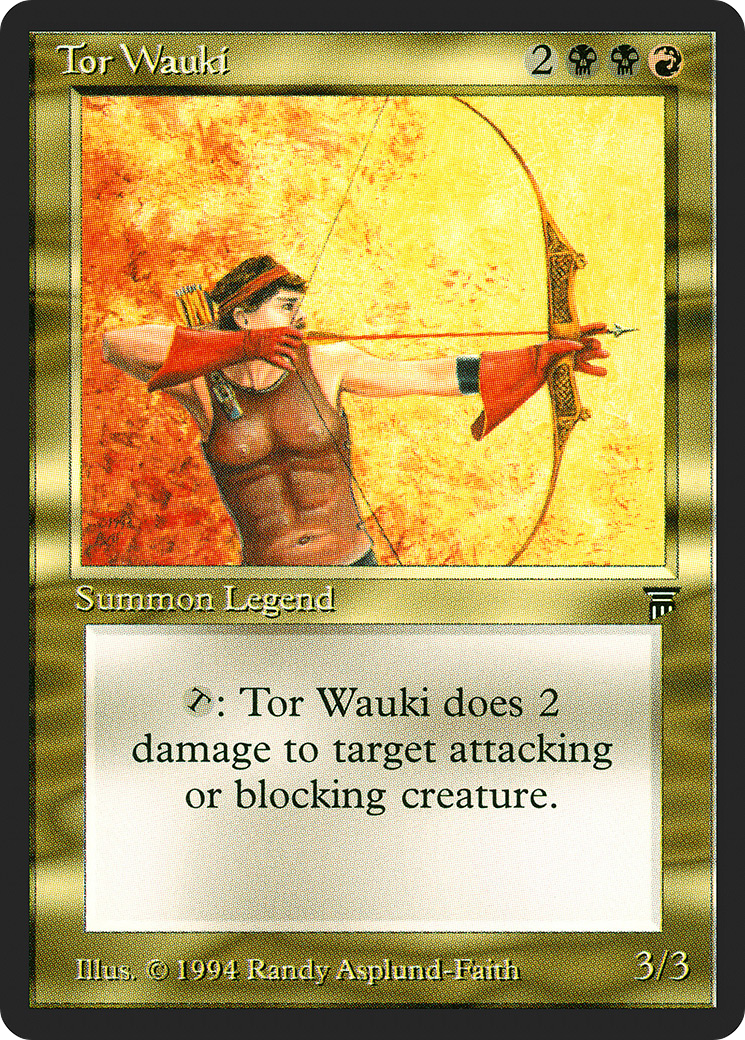 Tor Wauki 2
T: Tor Wauki does 2
damage to target attacking
or blocking creature.
Summon Legend
Illus. © 1994 Randy Asplund-Faith 3/3